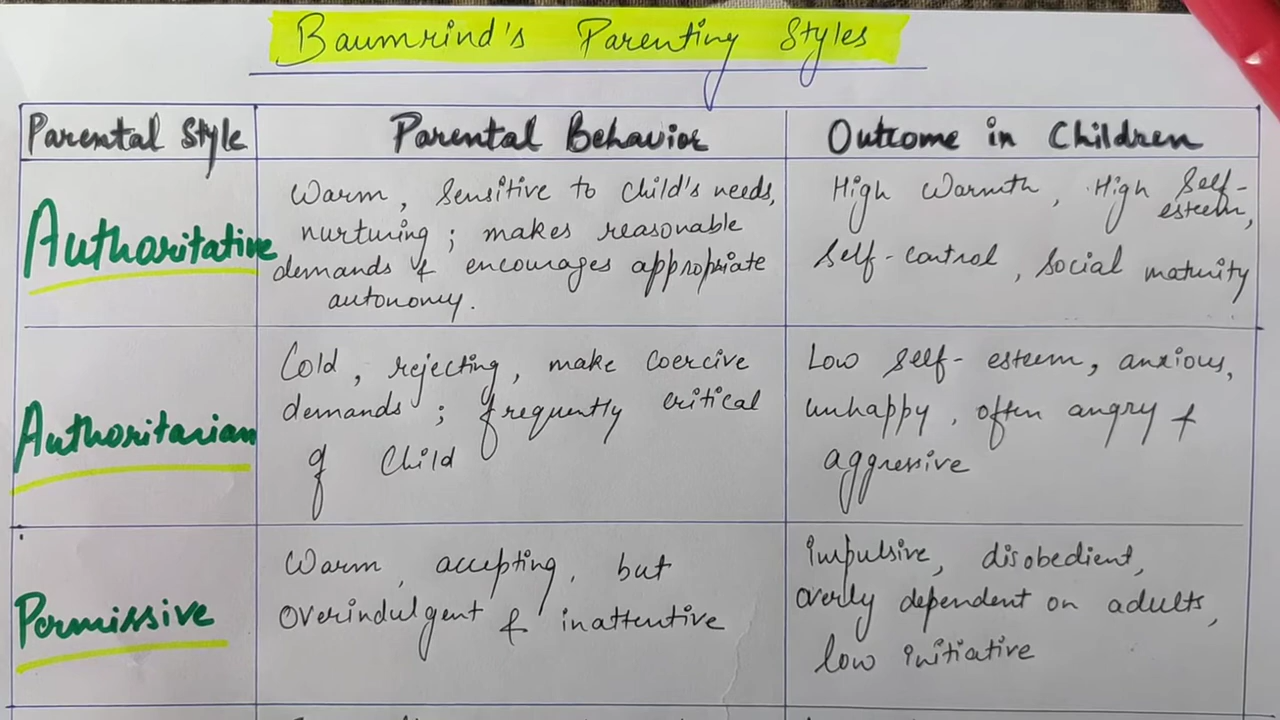 Baumrind's Parenting Styles
Parental Style
Parental Behavior
Outcome in Children
Authoritative
Warm, Sensitive to Child's needs,
nurturing; makes reasonable
demands & encourages appropriate
autonomy.
High Warmth, High Self-
esteem,
Self-control, Social maturity
Authoritarian
Cold, rejecting, make coercive
demands; frequently critical
of Child
Low self-esteem, anxious,
unhappy, often angry &
aggressive
Permissive
Warm, accepting, but
Overindulgent & inattentive
impulsive, disobedient,
overly dependent on adults,
low initiative